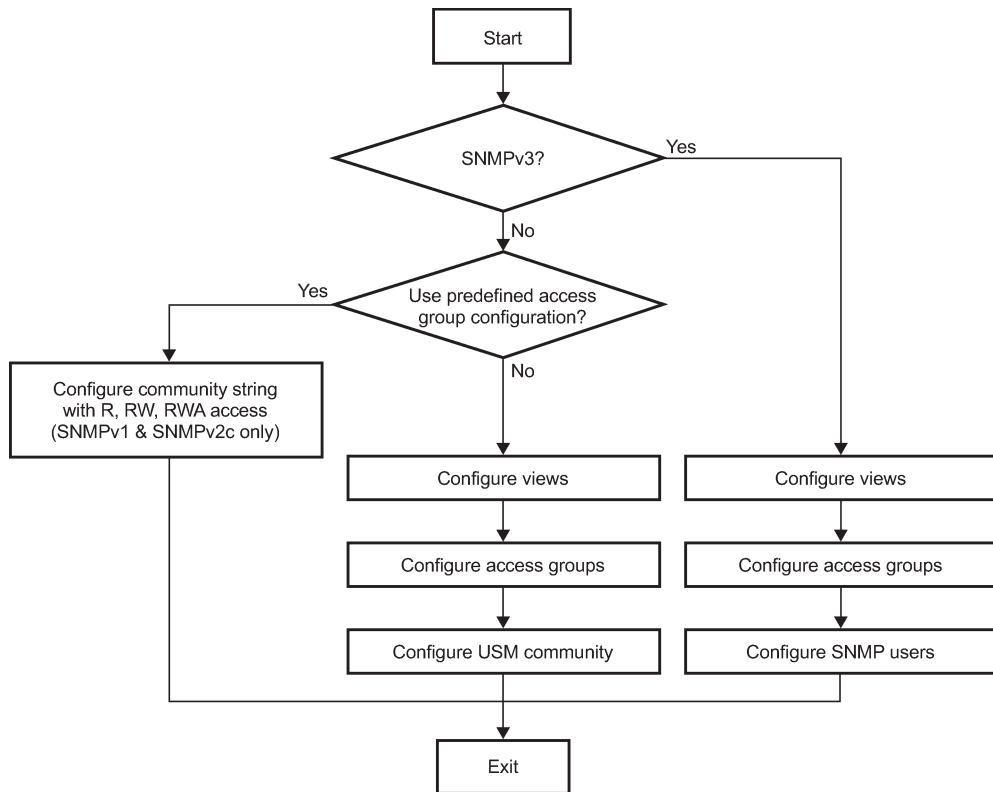 Start
SNMPv3?
Yes
No
Yes
Use predefined access
group configuration?
No
Configure community string
with R, RW, RWA access
(SNMPv1 & SNMPv2c only)
Configure views
Configure views
Configure access groups
Configure access groups
Configure USM community
Configure SNMP users
Exit